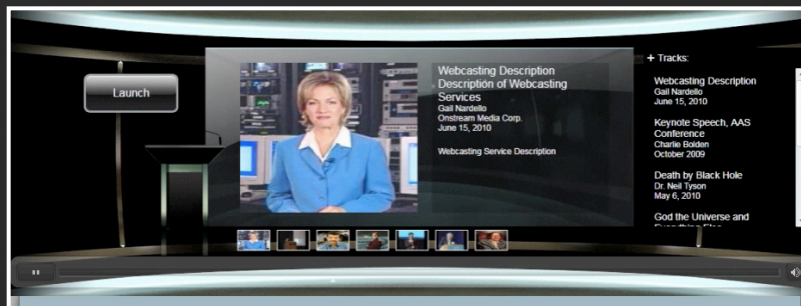 Launch
Webcasting Description
Description of Webcasting
Services
Gail Nardello
Onstream Media Corp.
June 15, 2010
Webcasting Service Description
+ Tracks:
Webcasting Description
Gail Nardello
June 15, 2010
Keynote Speech, AAS
Conference
Charlie Bolden
October 2009
Death by Black Hole
Dr. Neil Tyson
May 6, 2010
God the Universe and